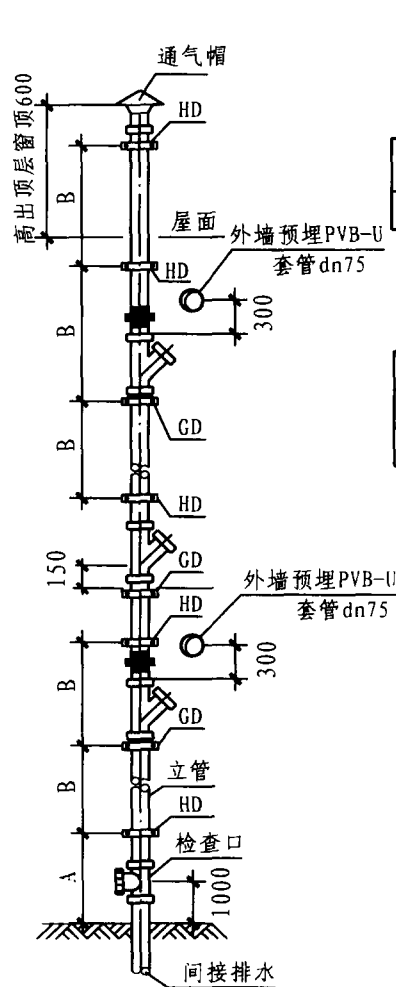 通气帽
HD
高出顶层窗顶600
B
屋面
外墙预埋PVB-U
套管dn75
HD
300
B
GD
B
HD
150
GD
外墙预埋PVB-U
套管dn75
HD
300
B
GD
立管
B
HD
检查口
A
1000
间接排水